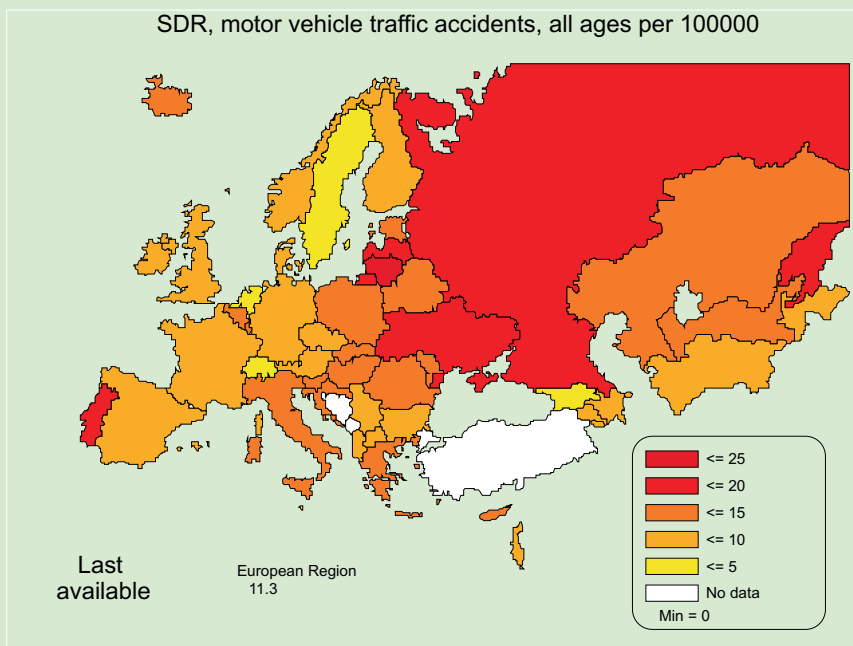 SDR, motor vehicle traffic accidents, all ages per 100000
<= 25
<= 20
<= 15
<= 10
<= 5
No data
Min = 0
Last
available
European Region
11.3